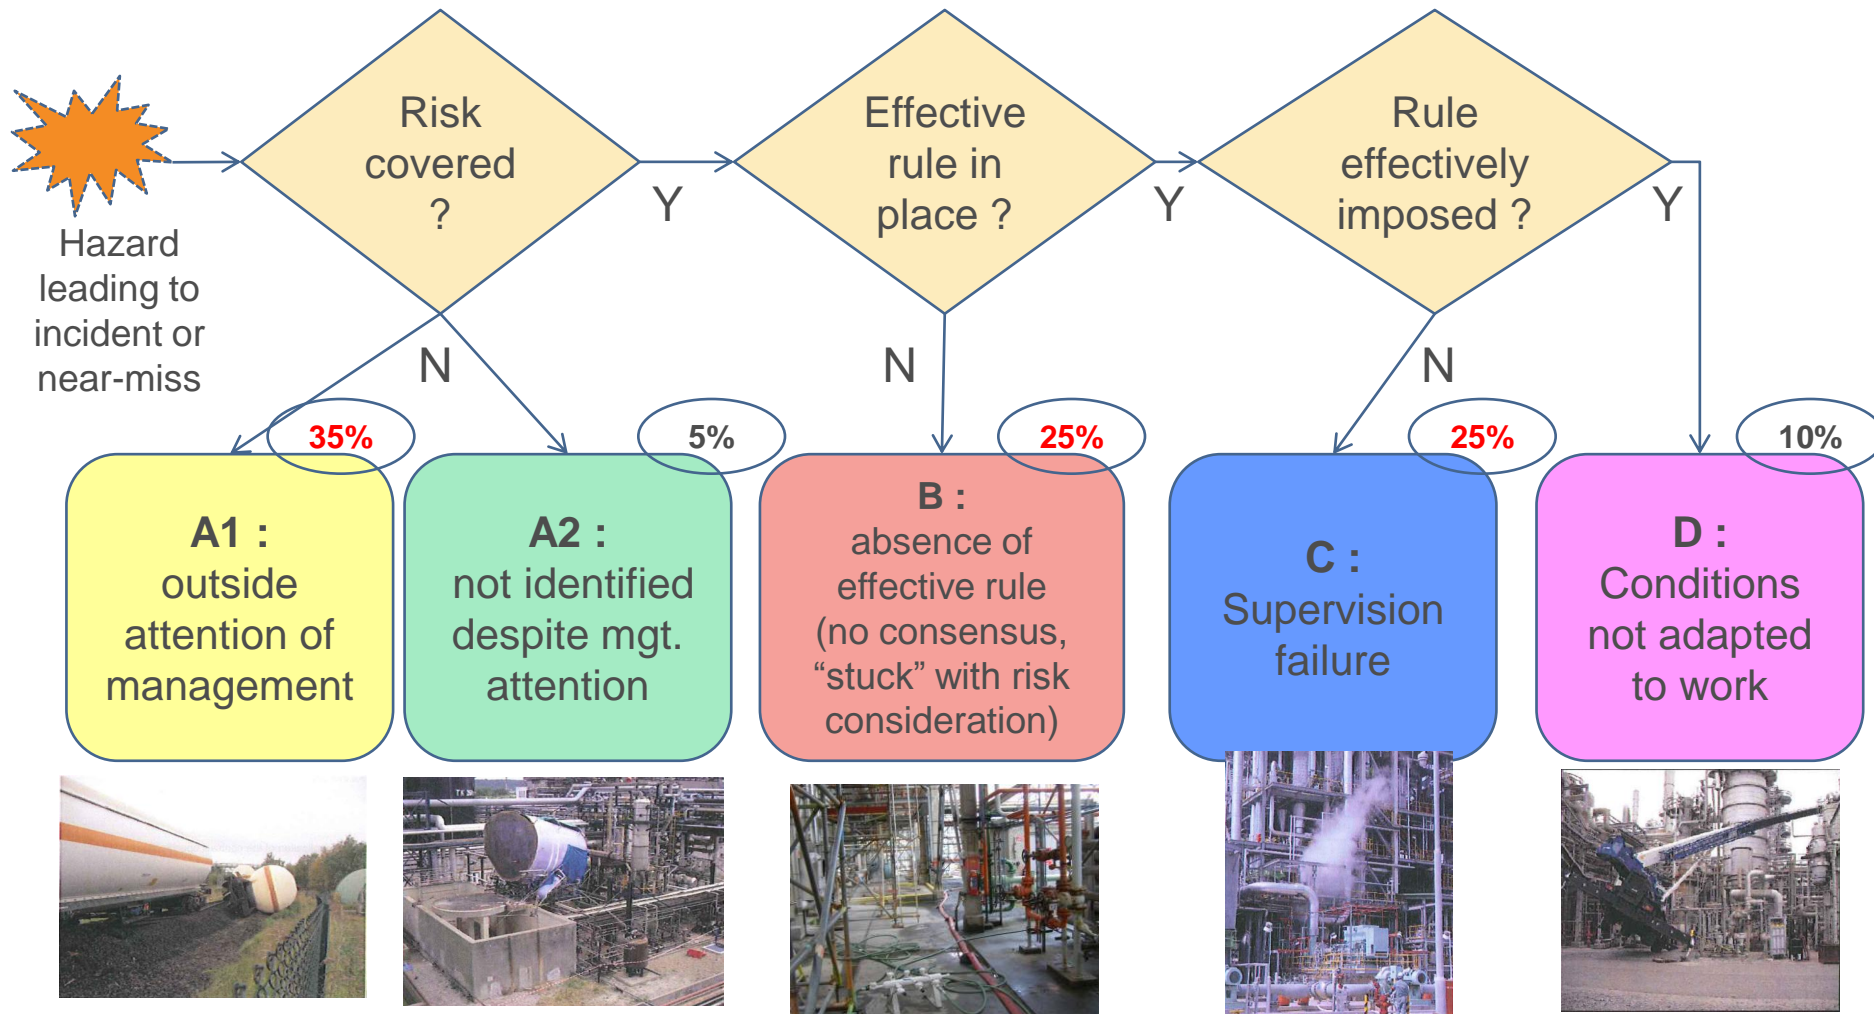 Risk
covered
?
Effective
rule in
place ?
Rule
effectively
imposed ?
Y
Y
Y
Hazard
leading to
incident or
near-miss
N
N
N
35%
5%
25%
25%
10%
A1 :
outside
attention of
management
A2 :
not identified
despite mgt.
attention
B :
absence of
effective rule
(no consensus,
“stuck” with risk
consideration)
C :
Supervision
failure
D :
Conditions
not adapted
to work